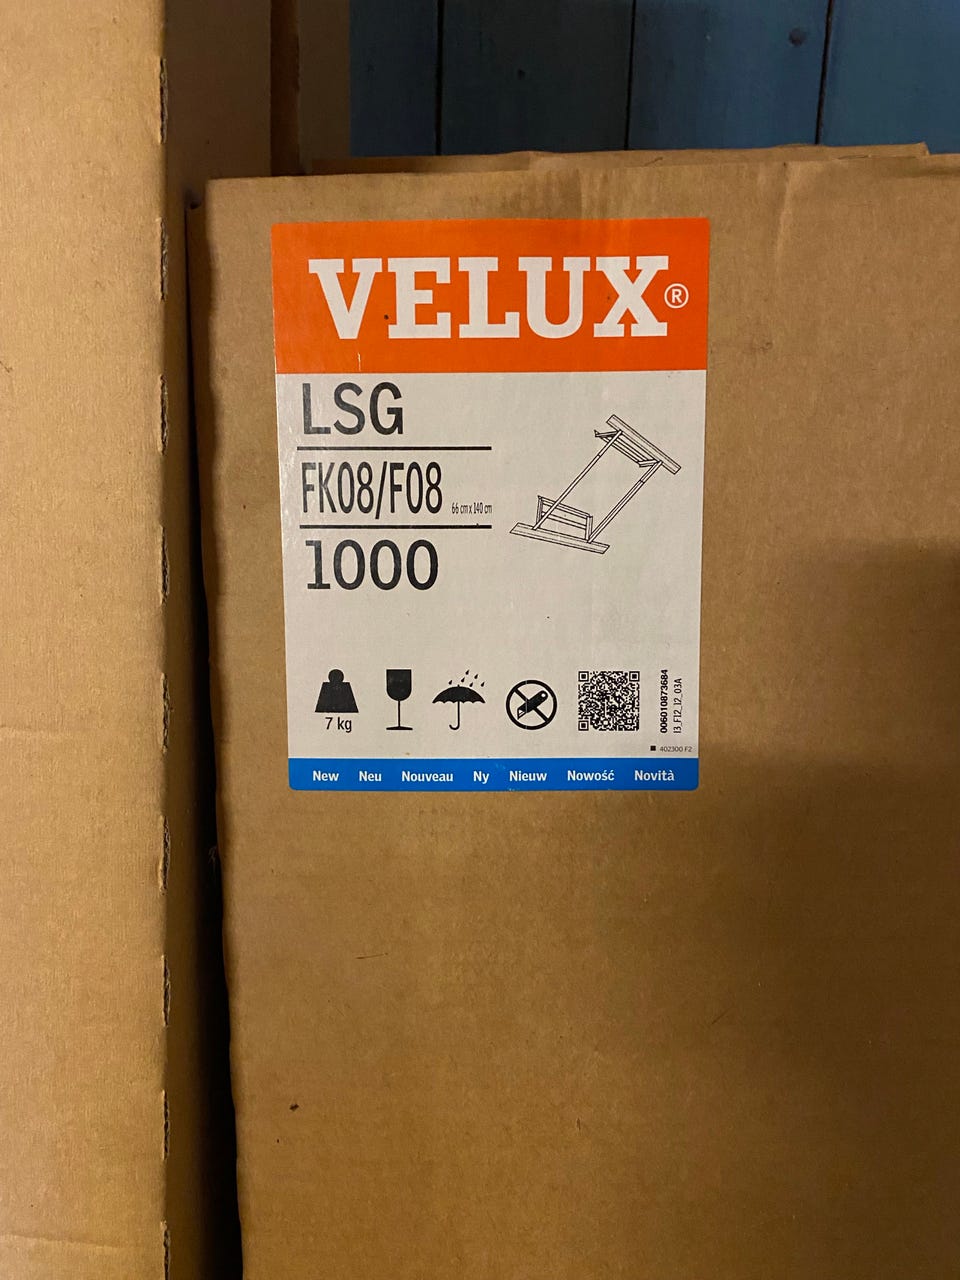 VELUX®
LSG
FK08/F08 66 cm x 140 cm
1000
7 kg
006010873684
13_F12_12_03A
402300 F2
New Neu Nouveau Ny Nieuw Nowość Novità